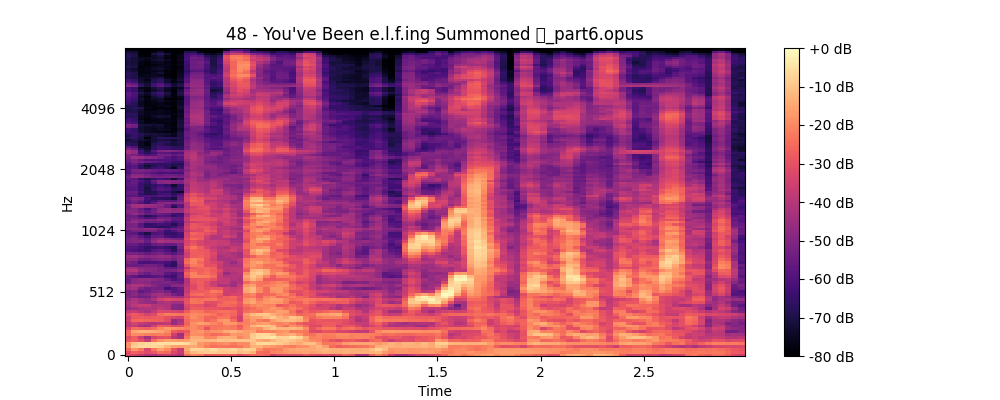 48 - You've Been e.l.f.ing Summoned _part6.opus
+0 dB
-10 dB
-20 dB
-30 dB
-40 dB
-50 dB
-60 dB
-70 dB
-80 dB
4096
2048
1024
512
0
Hz
0
0.5
1
1.5
2
2.5
Time